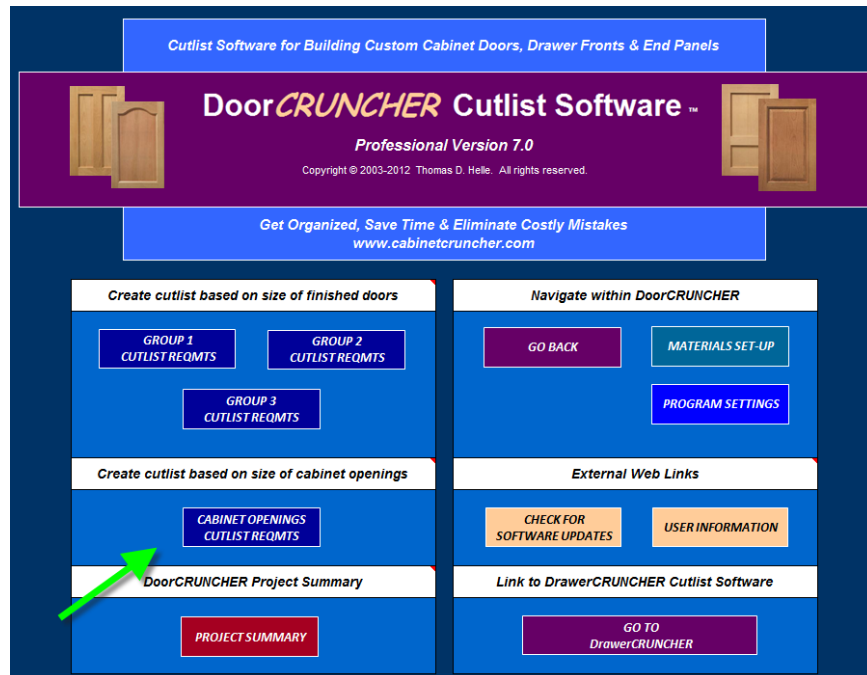 Cutlist Software for Building Custom Cabinet Doors, Drawer Fronts & End Panels
DoorCRUNCHER Cutlist Software ™
Professional Version 7.0
Copyright © 2003-2012 Thomas D. Helle. All rights reserved.
Get Organized, Save Time & Eliminate Costly Mistakes
www.cabinetcruncher.com
Create cutlist based on size of finished doors
GROUP 1
CUTLIST REQMTS
GROUP 2
CUTLIST REQMTS
GROUP 3
CUTLIST REQMTS
Navigate within DoorCRUNCHER
GO BACK
MATERIALS SET-UP
PROGRAM SETTINGS
Create cutlist based on size of cabinet openings
CABINET OPENINGS
CUTLIST REQMTS
External Web Links
CHECK FOR
SOFTWARE UPDATES
USER INFORMATION
DoorCRUNCHER Project Summary
PROJECT SUMMARY
Link to DrawerCRUNCHER Cutlist Software
GO TO
DrawerCRUNCHER